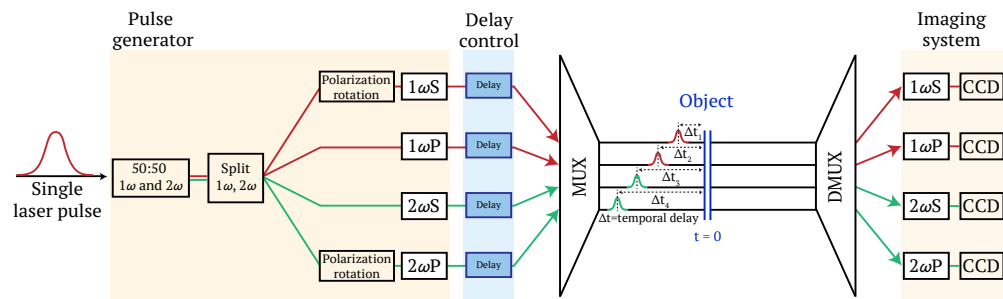 Pulse
generator
Delay
control
Imaging
system
Single
laser pulse
50:50
1ω and 2ω
Split
1ω, 2ω
Polarization
rotation
1ωS
Delay
1ωP
Delay
2ωS
Delay
Polarization
rotation
2ωP
Delay
MUX
Object
Δt₁
Δt₂
Δt₃
Δt₄
Δt=temporal delay
t = 0
DMUX
1ωS
CCD
1ωP
CCD
2ωS
CCD
2ωP
CCD